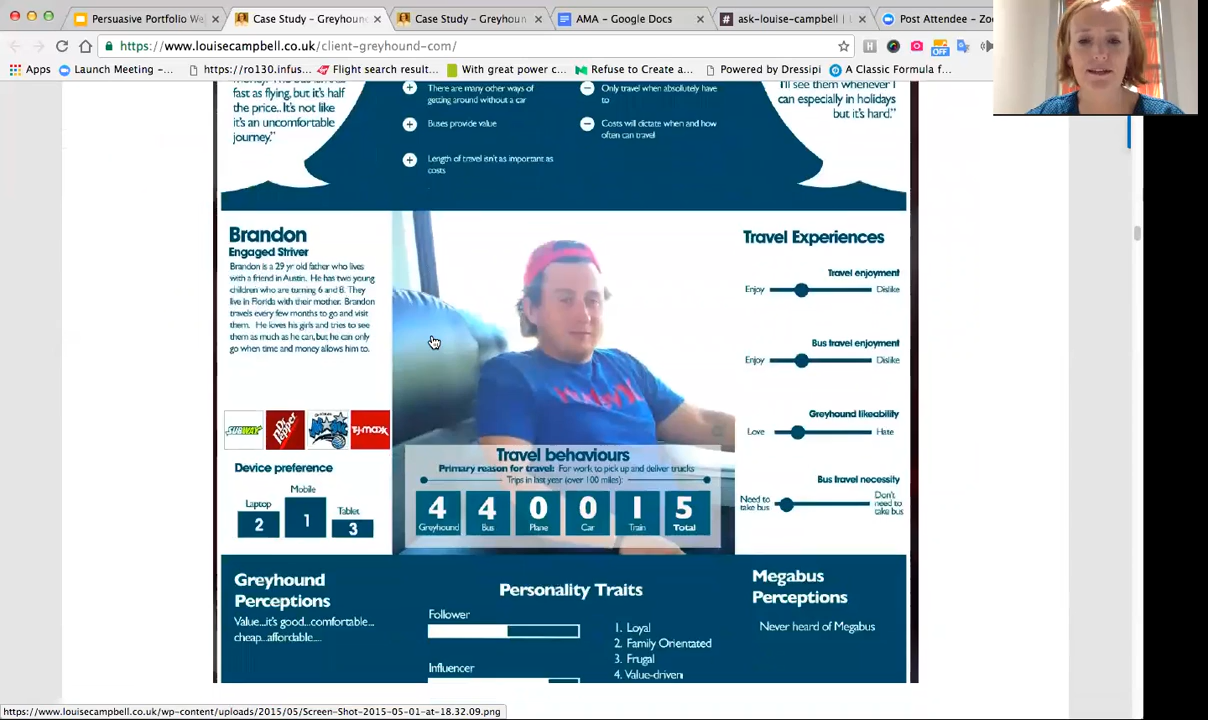 Persuasive Portfolio We
Case Study - Greyhound
Case Study - Greyhoun
AMA - Google Docs
ask-louise-campbell |
Post Attendee - Zo
https://www.louisecampbell.co.uk/client-greyhound-com/
Apps
Launch Meeting -...
https://ro130.infus...
Flight search result...
With great power c...
Refuse to Create a...
Powered by Dressipi
A Classic Formula f
fast as flying, but it's half
the price.. It's not like
it's an uncomfortable
journey."
There are many other ways of
getting around without a car
Buses provide value
Length of travel isn't as important as
costs
Only travel when absolutely have
to
Costs will dictate when and how
often can travel
I'll see them whenever I
can especially in holidays
but it's hard."
Brandon
Engaged Striver
Brandon is a 29 yr old father who lives
with a friend in Austin. He has two young
children who are turning 6 and 8. They
live in Florida with their mother. Brandon
travels every few months to go and visit
them. He loves his girls and tries to see
them as much as he can, but he can only
go when time and money allows him to.
SUBWAY
Dr Pepper
Magic
T•J•maxx
Device preference
Laptop
2
Mobile
1
Tablet
3
Hurley
Travel behaviours
Primary reason for travel: For work to pick up and deliver trucks
Trips in last year (over 100 miles):
4 4 0 0 1 5
Greyhound Bus Plane Car Train Total
Travel Experiences
Travel enjoyment
Enjoy Dislike
Bus travel enjoyment
Enjoy Dislike
Greyhound likeability
Love Hate
Bus travel necessity
Need to
take bus
Don't
need to
take bus
Greyhound
Perceptions
Value...it's good...comfortable...
cheap...affordable....
Personality Traits
Follower
Influencer
1. Loyal
2. Family Orientated
3. Frugal
4. Value-driven
Megabus
Perceptions
Never heard of Megabus
https://www.louisecampbell.co.uk/wp-content/uploads/2015/05/Screen-Shot-2015-05-01-at-18.32.09.png